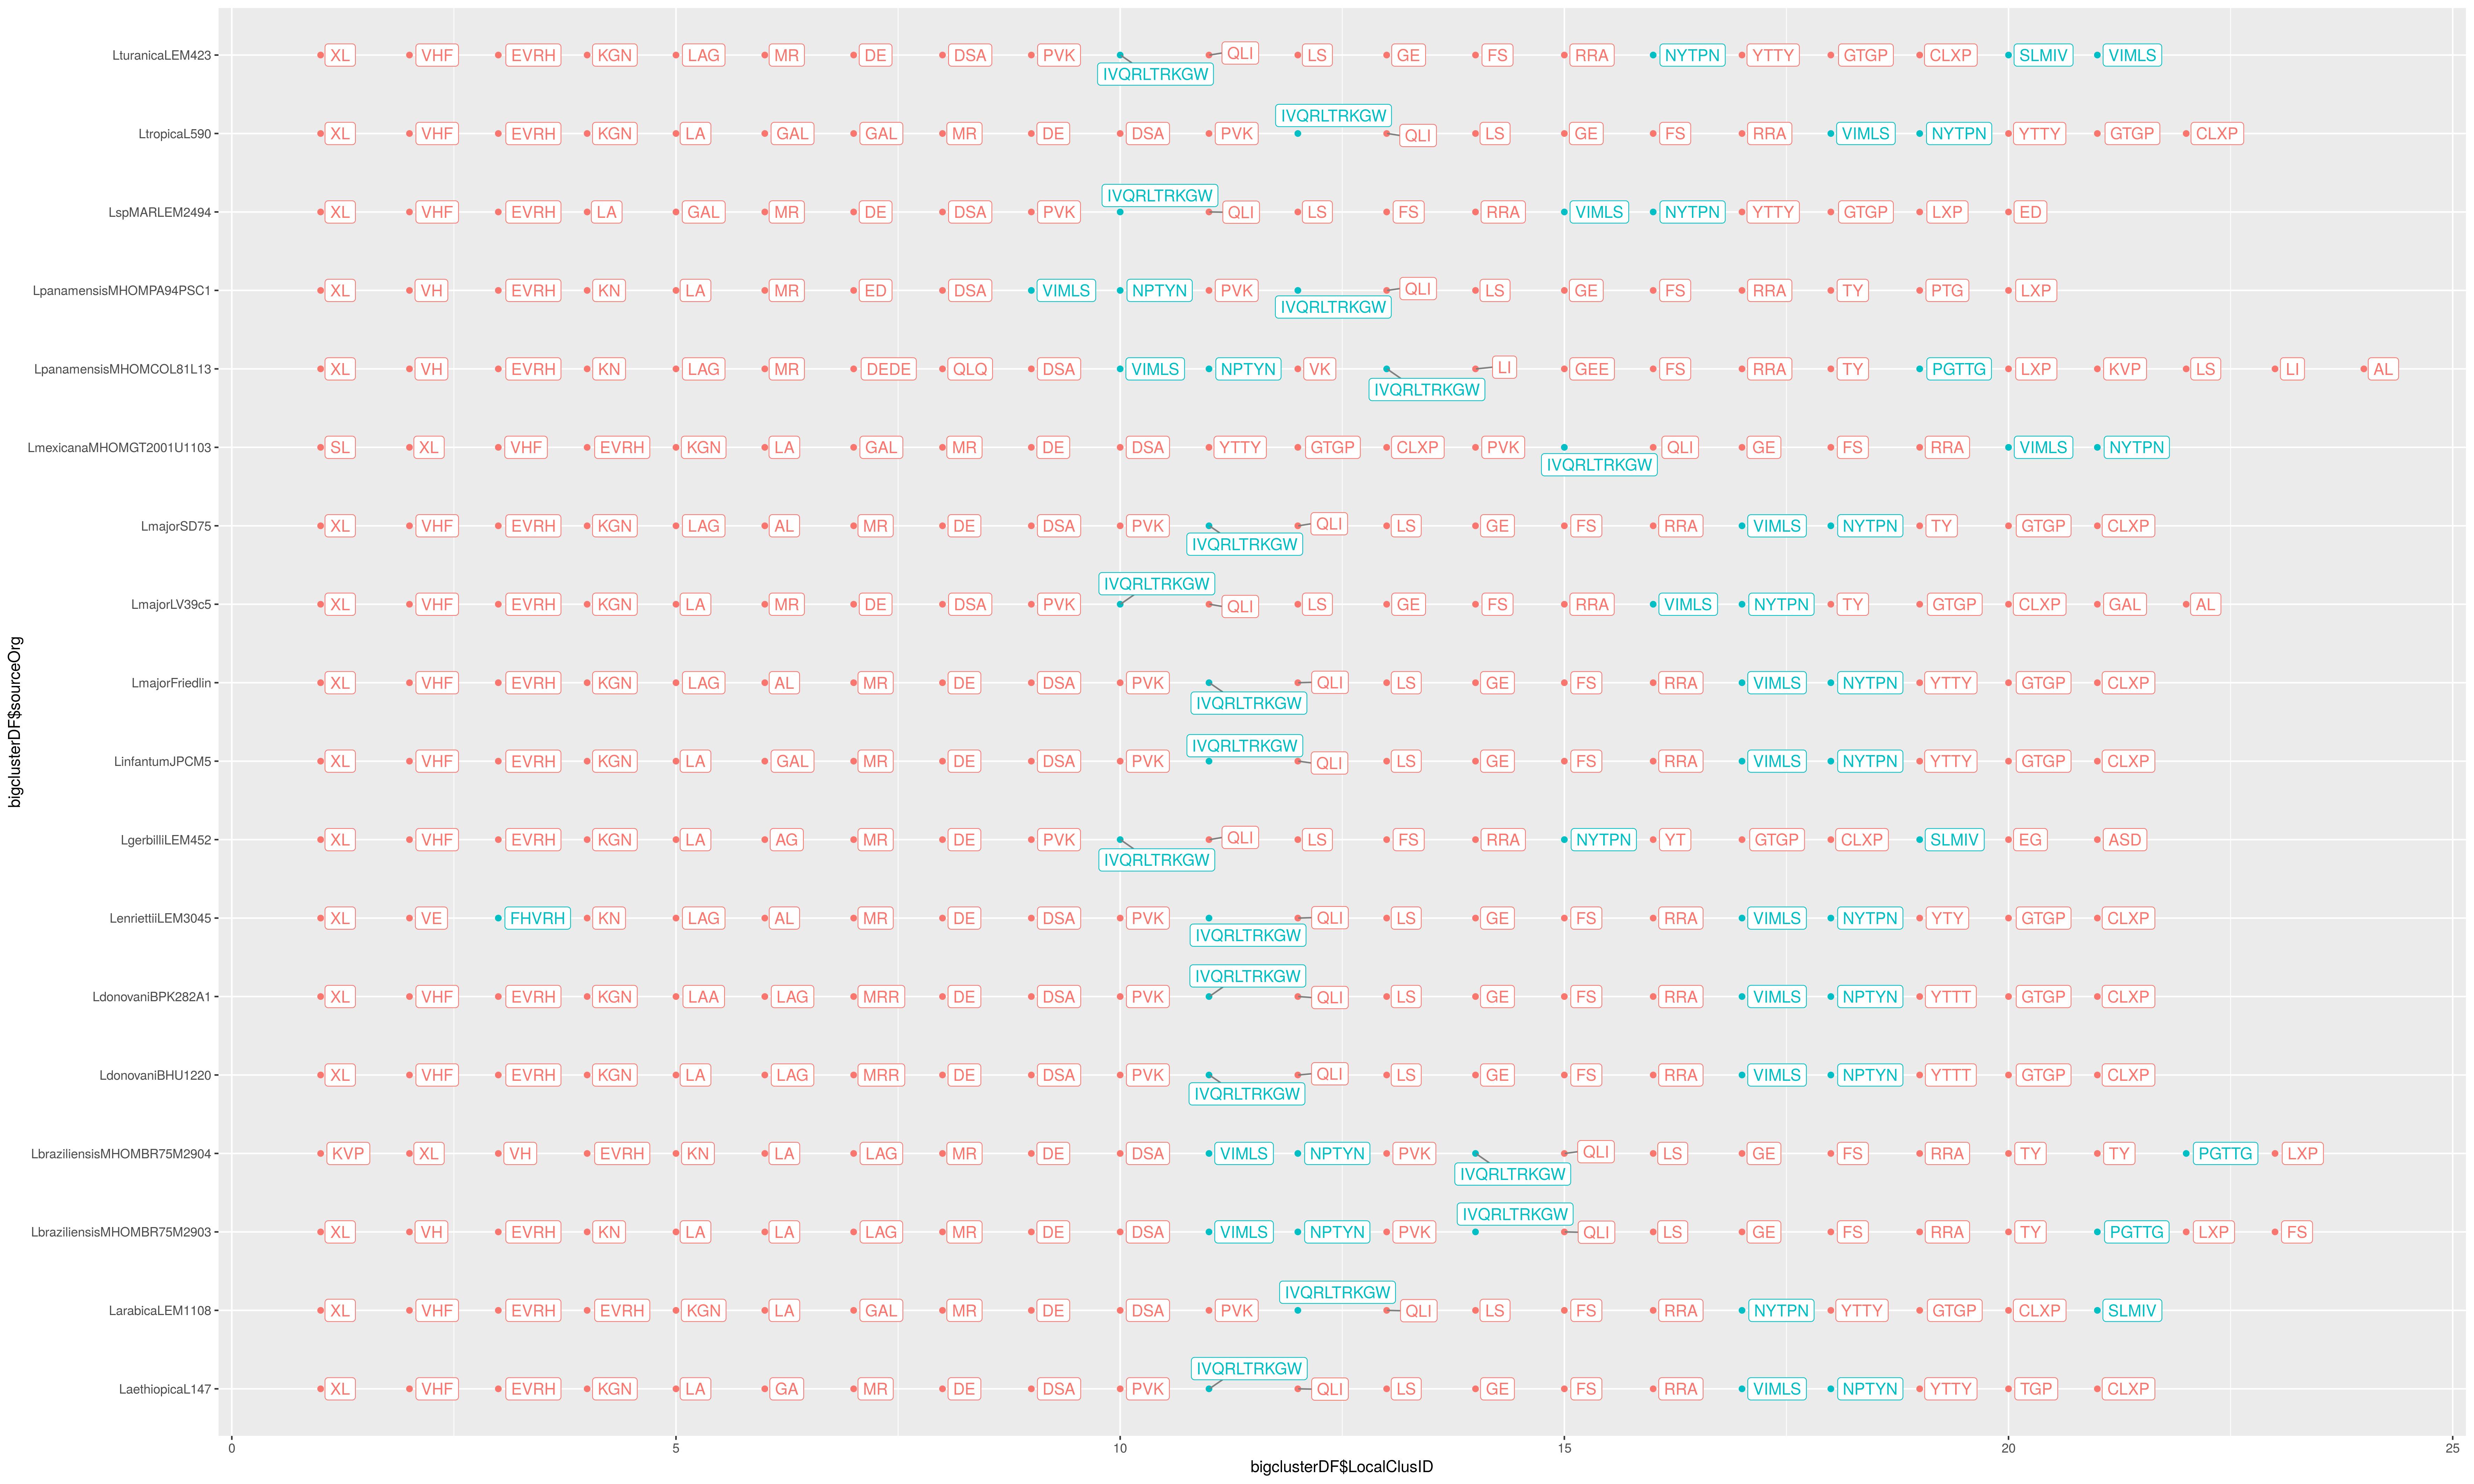 LturanicaLEM423 XL VHF EVRH KGN LAG MR DE DSA PVK IVQRLTRKGW QLI LS GE FS RRA NYTPN YTTY GTGP CLXP SLMIV VIMLS
LtropicaL590 XL VHF EVRH KGN LA GAL GAL MR DE DSA PVK IVQRLTRKGW QLI LS GE FS RRA VIMLS NYTPN YTTY GTGP CLXP
LspMARLEM2494 XL VHF EVRH LA GAL MR DE DSA PVK IVQRLTRKGW QLI LS FS RRA VIMLS NYTPN YTTY GTGP LXP ED
LpanamensisMHOMPA94PSC1 XL VH EVRH KN LA MR ED DSA VIMLS NPTYN PVK IVQRLTRKGW QLI LS GE FS RRA TY PTG LXP
LpanamensisMHOMCOL81L13 XL VH EVRH KN LAG MR DEDE QLQ DSA VIMLS NPTYN VK IVQRLTRKGW LI GEE FS RRA TY PGTTG LXP KVP LS LI AL
LmexicanaMHOMGT2001U1103 SL XL VHF EVRH KGN LA GAL MR DE DSA YTTY GTGP CLXP PVK IVQRLTRKGW QLI GE FS RRA VIMLS NYTPN
LmajorSD75 XL VHF EVRH KGN LAG AL MR DE DSA PVK IVQRLTRKGW QLI LS GE FS RRA VIMLS NYTPN TY GTGP CLXP
LmajorLV39c5 XL VHF EVRH KGN LA MR DE DSA PVK IVQRLTRKGW QLI LS GE FS RRA VIMLS NYTPN TY GTGP CLXP GAL AL
LmajorFriedlin XL VHF EVRH KGN LAG AL MR DE DSA PVK IVQRLTRKGW QLI LS GE FS RRA VIMLS NYTPN YTTY GTGP CLXP
LinfantumJPCM5 XL VHF EVRH KGN LA GAL MR DE DSA PVK IVQRLTRKGW QLI LS GE FS RRA VIMLS NYTPN YTTY GTGP CLXP
LgerbilliLEM452 XL VHF EVRH KGN LA AG MR DE PVK IVQRLTRKGW QLI LS FS RRA NYTPN YT GTGP CLXP SLMIV EG ASD
LenriettiiLEM3045 XL VE FHVRH KN LAG AL MR DE DSA PVK IVQRLTRKGW QLI LS GE FS RRA VIMLS NYTPN YTY GTGP CLXP
LdonovaniBPK282A1 XL VHF EVRH KGN LAA LAG MRR DE DSA PVK IVQRLTRKGW QLI LS GE FS RRA VIMLS NPTYN YTTT GTGP CLXP
LdonovaniBHU1220 XL VHF EVRH KGN LA LAG MRR DE DSA PVK IVQRLTRKGW QLI LS GE FS RRA VIMLS NPTYN YTTT GTGP CLXP
LbraziliensisMHOMBR75M2904 KVP XL VH EVRH KN LA LAG MR DE DSA VIMLS NPTYN PVK IVQRLTRKGW QLI LS GE FS RRA TY TY PGTTG LXP
LbraziliensisMHOMBR75M2903 XL VH EVRH KN LA LA LAG MR DE DSA VIMLS NPTYN PVK IVQRLTRKGW QLI LS GE FS RRA TY PGTTG LXP FS
LarabicaLEM1108 XL VHF EVRH EVRH KGN LA GAL MR DE DSA PVK IVQRLTRKGW QLI LS FS RRA NYTPN YTTY GTGP CLXP SLMIV
LaethiopicaL147 XL VHF EVRH KGN LA GA MR DE DSA PVK IVQRLTRKGW QLI LS GE FS RRA VIMLS NPTYN YTTY TGP CLXP
bigclusterDF$sourceOrg
0 5 10 15 20 25
bigclusterDF$LocalClusID